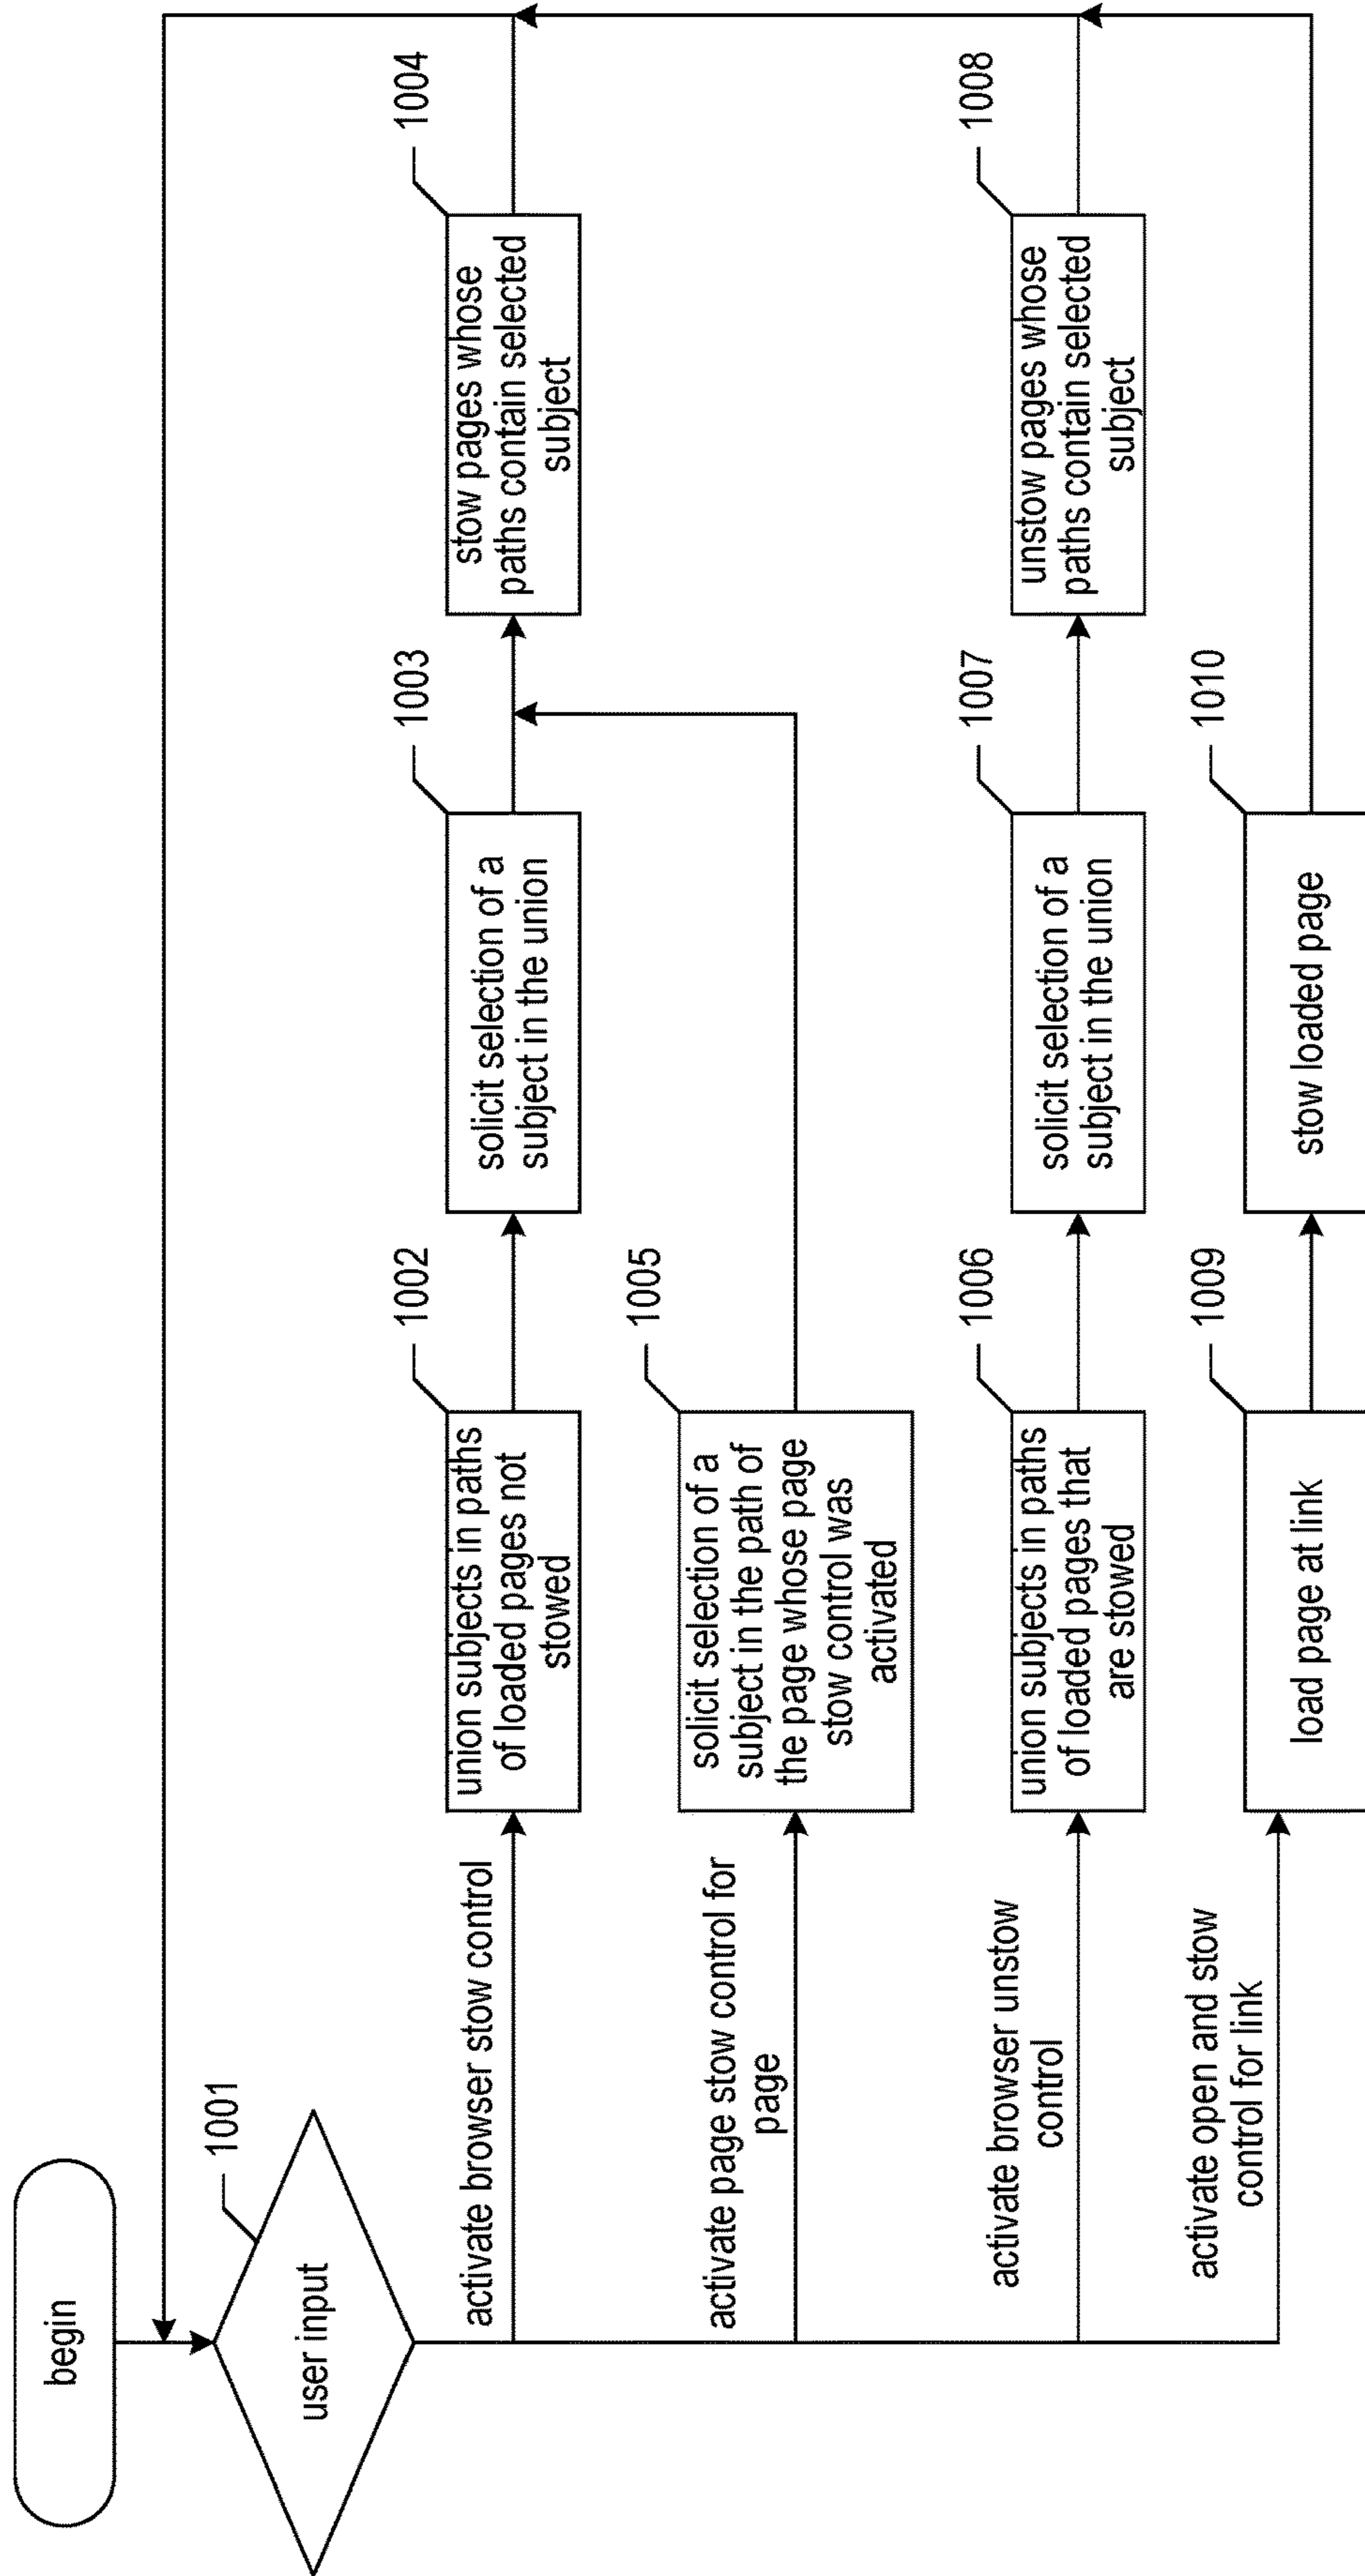 begin
1001
user input
activate browser stow control
1002
union subjects in paths
of loaded pages not
stowed
1003
solicit selection of a
subject in the union
1004
stow pages whose
paths contain selected
subject
activate page stow control for
page
1005
solicit selection of a
subject in the path of
the page whose page
stow control was
activated
activate browser unstow
control
1006
union subjects in paths
of loaded pages that
are stowed
1007
solicit selection of a
subject in the union
1008
unstow pages whose
paths contain selected
subject
activate open and stow
control for link
1009
load page at link
1010
stow loaded page